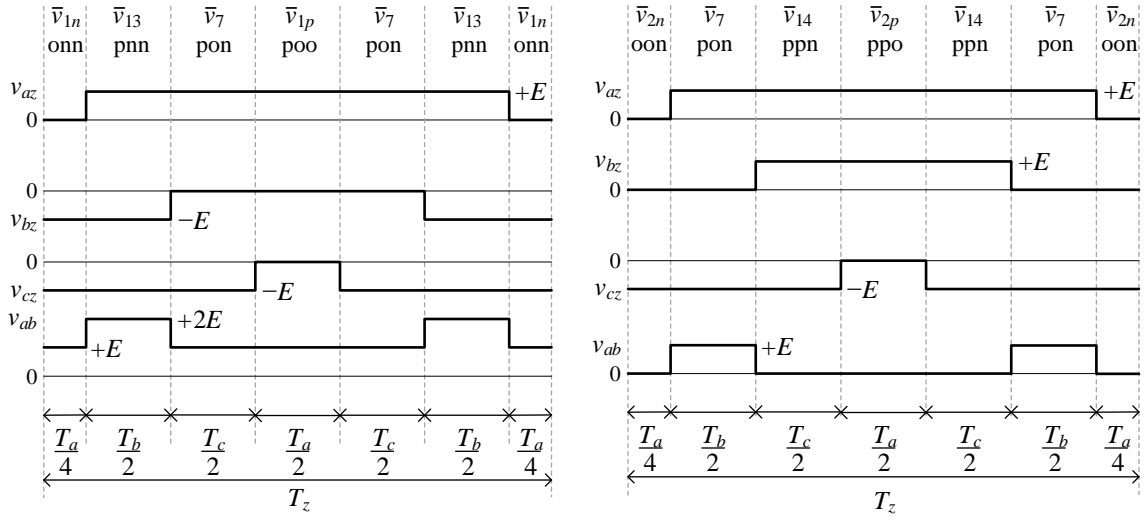 v̄1n v̄13 v̄7 v̄1p v̄7 v̄13 v̄1n
onn pnn pon poo pon pnn onn
vaz
+E
0
0
vbz
−E
0
vcz
−E
vab
+2E
+E
0
Ta/4 Tb/2 Tc/2 Ta/2 Tc/2 Tb/2 Ta/4
Tz
v̄2n v̄7 v̄14 v̄2p v̄14 v̄7 v̄2n
oon pon ppn ppo ppn pon oon
vaz
+E
0
vbz
+E
0
0
vcz
−E
vab
+E
0
Ta/4 Tb/2 Tc/2 Ta/2 Tc/2 Tb/2 Ta/4
Tz